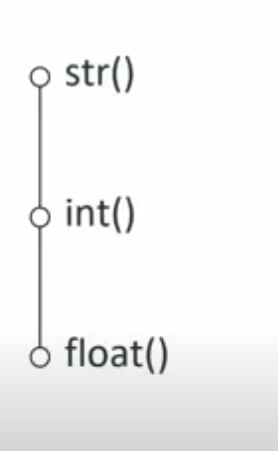 str()
int()
float()